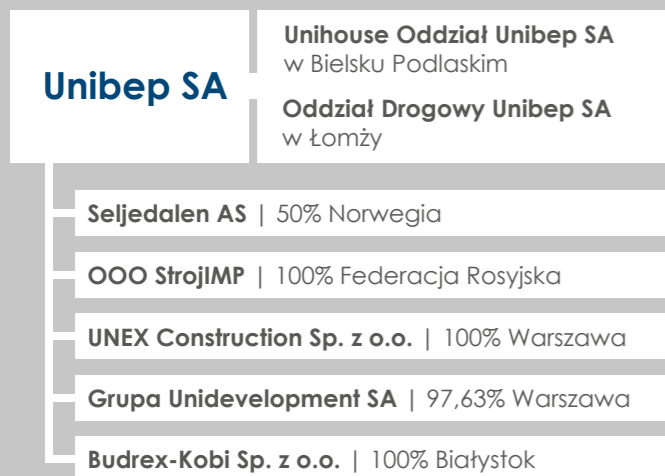 Unibep SA
Unihouse Oddział Unibep SA
w Bielsku Podlaskim
Oddział Drogowy Unibep SA
w Łomży
Seljedalen AS | 50% Norwegia
OOO StrojIMP | 100% Federacja Rosyjska
UNEX Construction Sp. z o.o. | 100% Warszawa
Grupa Unidevelopment SA | 97,63% Warszawa
Budrex-Kobi Sp. z o.o. | 100% Białystok